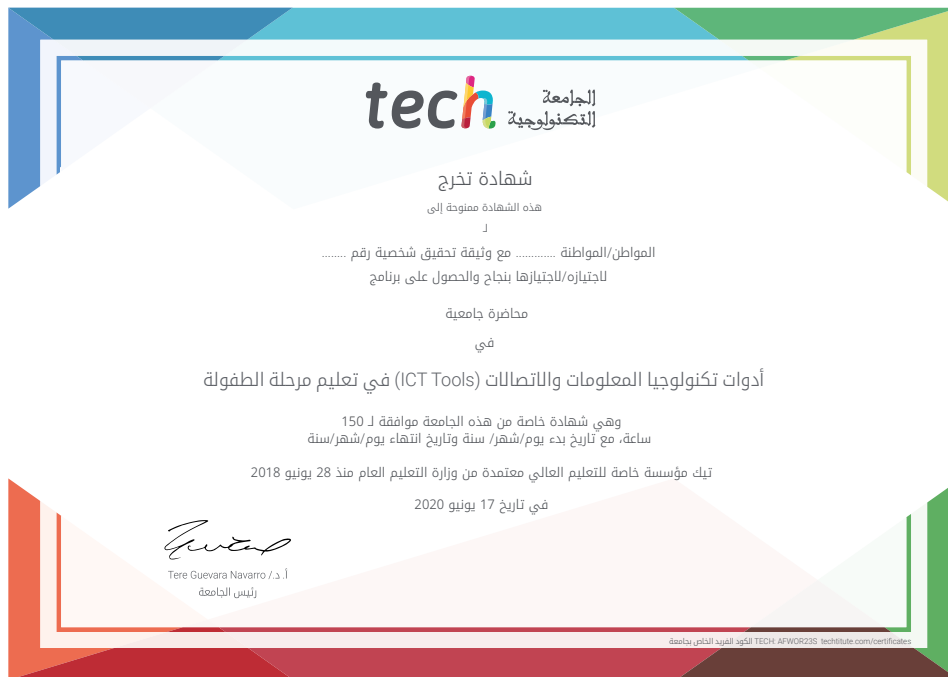 tech الجامعة
التكنولوجية
شهادة تخرج
هذه الشهادة ممنوحة إلى
لـ
المواطن/المواطنة ............ مع وثيقة تحقيق شخصية رقم ........
لاجتيازه/لاجتيازها بنجاح والحصول على برنامج
محاضرة جامعية
في
أدوات تكنولوجيا المعلومات والاتصالات (ICT Tools) في تعليم مرحلة الطفولة
وهي شهادة خاصة من هذه الجامعة موافقة لـ 150
ساعة، مع تاريخ بدء يوم/شهر/ سنة وتاريخ انتهاء يوم/شهر/سنة
تيك مؤسسة خاصة للتعليم العالي معتمدة من وزارة التعليم العام منذ 28 يونيو 2018
في تاريخ 17 يونيو 2020
أ. د./ Tere Guevara Navarro
رئيس الجامعة
الكود الفريد الخاص بجامعة TECH: AFWOR23S techtitute.com/certificates